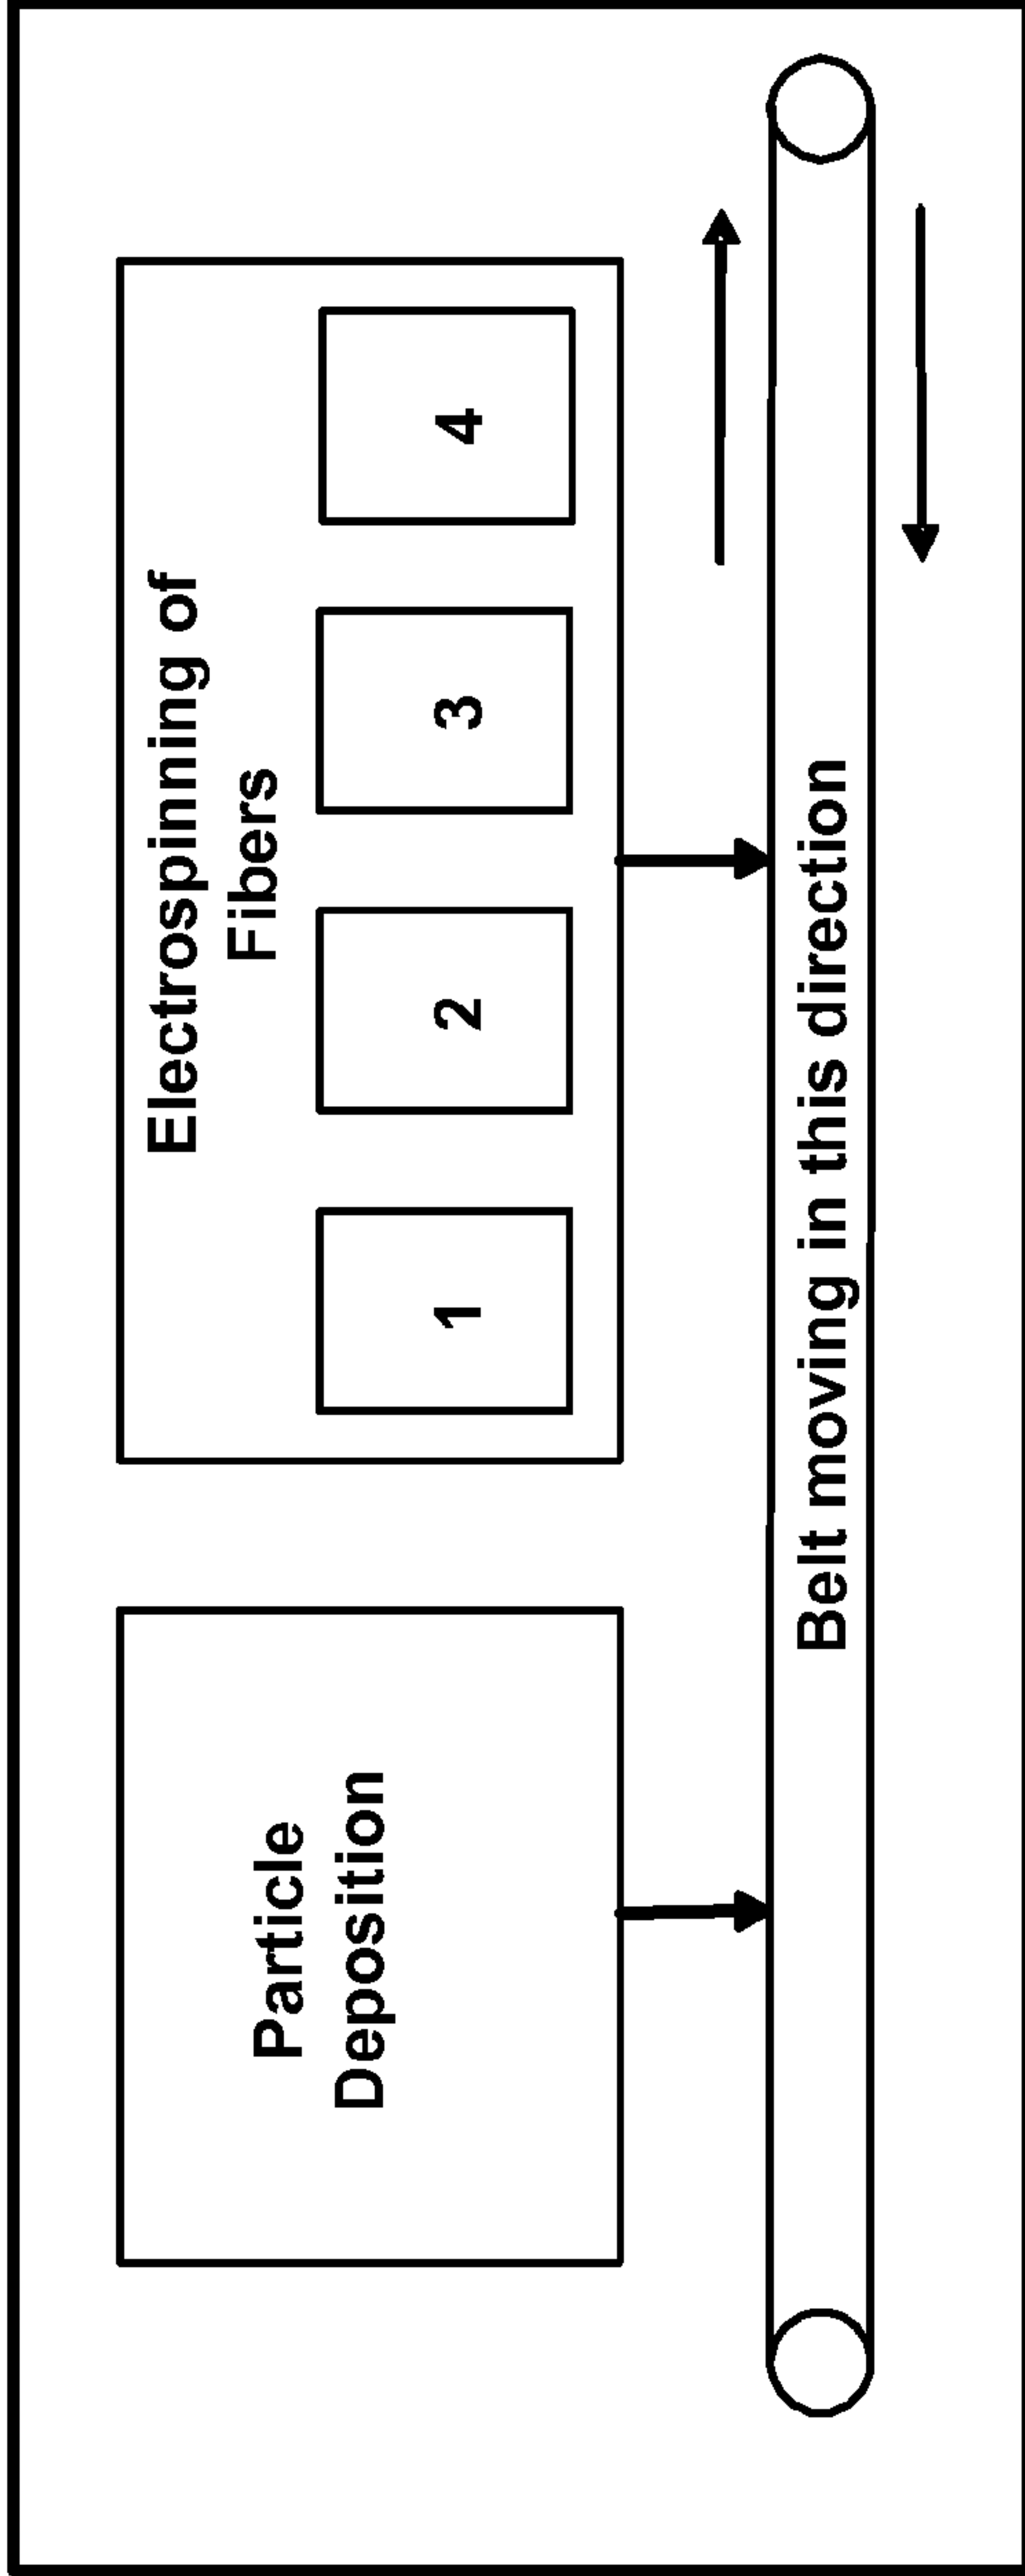 Particle
Deposition
Electrospinning of
Fibers
1
2
3
4
Belt moving in this direction